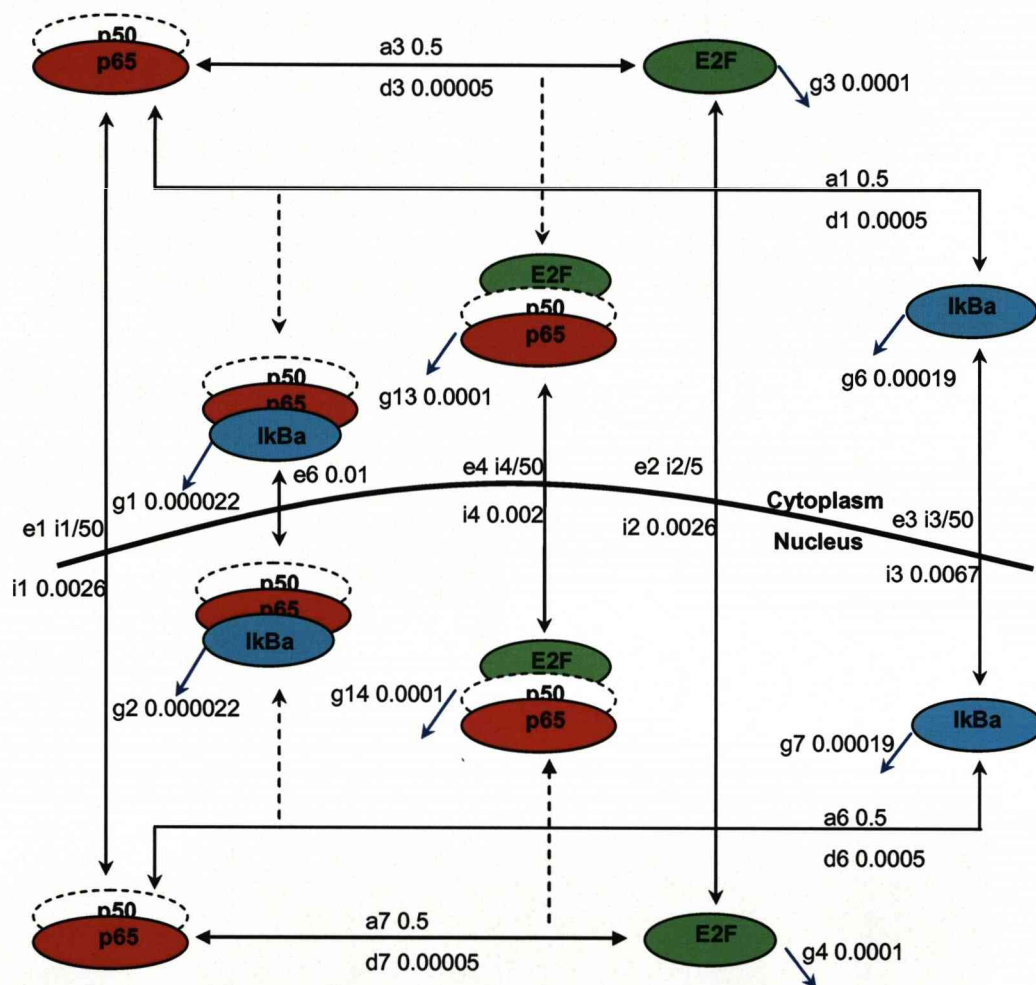 p50
p65
a3 0.5
d3 0.00005
E2F
g3 0.0001
a1 0.5
d1 0.0005
E2F
p50
p65
IkBa
g6 0.00019
g13 0.0001
p50
p65
IkBa
g1 0.000022
e6 0.01
e4 i4/50
e2 i2/5
Cytoplasm
Nucleus
e1 i1/50
i1 0.0026
i4 0.002
i2 0.0026
e3 i3/50
i3 0.0067
p50
p65
IkBa
g2 0.000022
E2F
p50
p65
g14 0.0001
IkBa
g7 0.00019
a6 0.5
d6 0.0005
p50
p65
a7 0.5
d7 0.00005
E2F
g4 0.0001